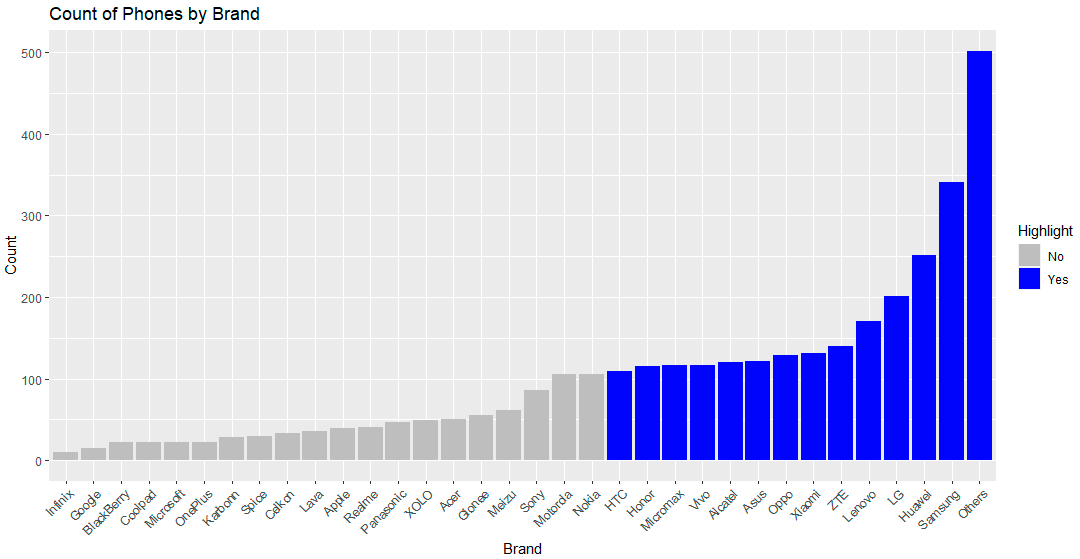 Count of Phones by Brand
Count
500
400
300
200
100
0
Infinix
Google
BlackBerry
Coolpad
Microsoft
OnePlus
Karbonn
Spice
Celkon
Lava
Apple
Realme
Panasonic
XOLO
Acer
Gionee
Meizu
Sony
Motorola
Nokia
HTC
Honor
Micromax
Vivo
Alcatel
Asus
Oppo
Xiaomi
ZTE
Lenovo
LG
Huawei
Samsung
Others
Brand
Highlight
No
Yes